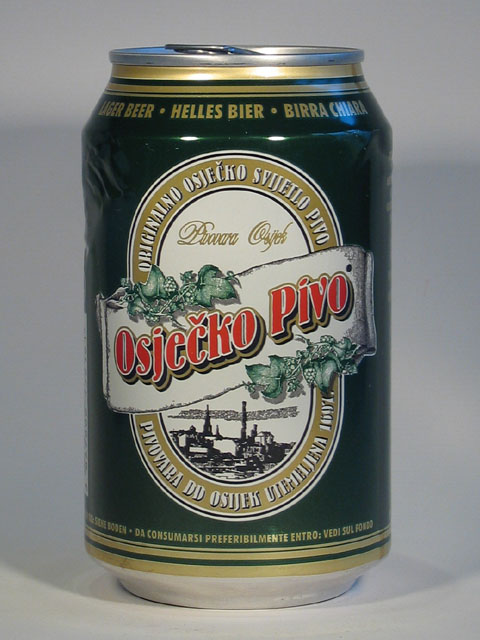 LAGER BEER • HELLES BIER • BIRRA CHIARA
ORIGINALNO OSJEČKO SVIJETLO PIVO
Pivovara Osijek
Osječko Pivo
PIVOVARA DD OSIJEK UTEMELJENA 1697.
BODEN • DA CONSUMARSI PREFERIBILMENTE ENTRO: VEDI SUL FONDO